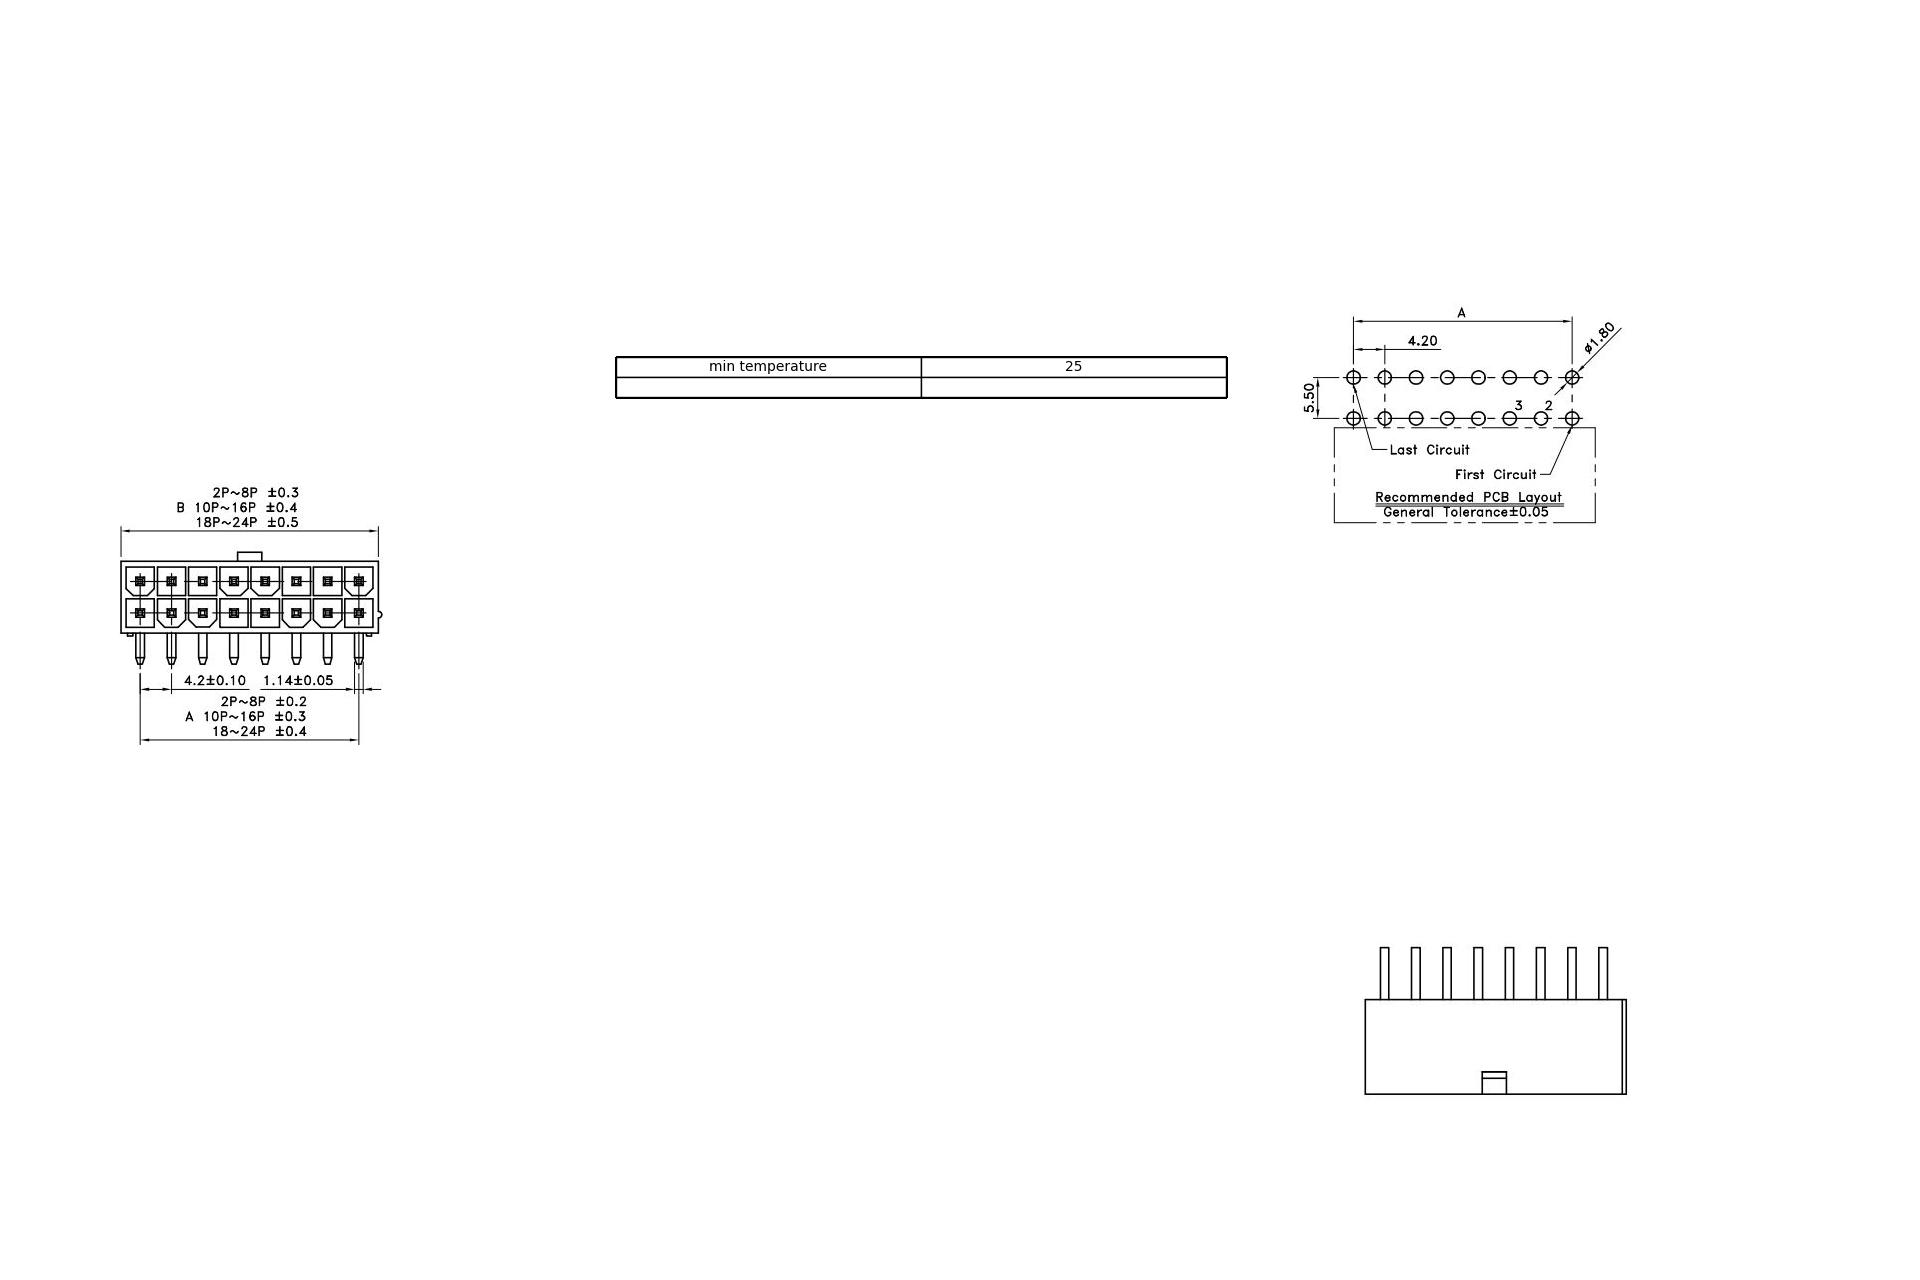 min temperature 25
A
4.20
ø1.80
5.50
3 2
Last Circuit
First Circuit
Recommended PCB Layout
General Tolerance±0.05
2P~8P ±0.3
B 10P~16P ±0.4
18P~24P ±0.5
4.2±0.10 1.14±0.05
2P~8P ±0.2
A 10P~16P ±0.3
18~24P ±0.4